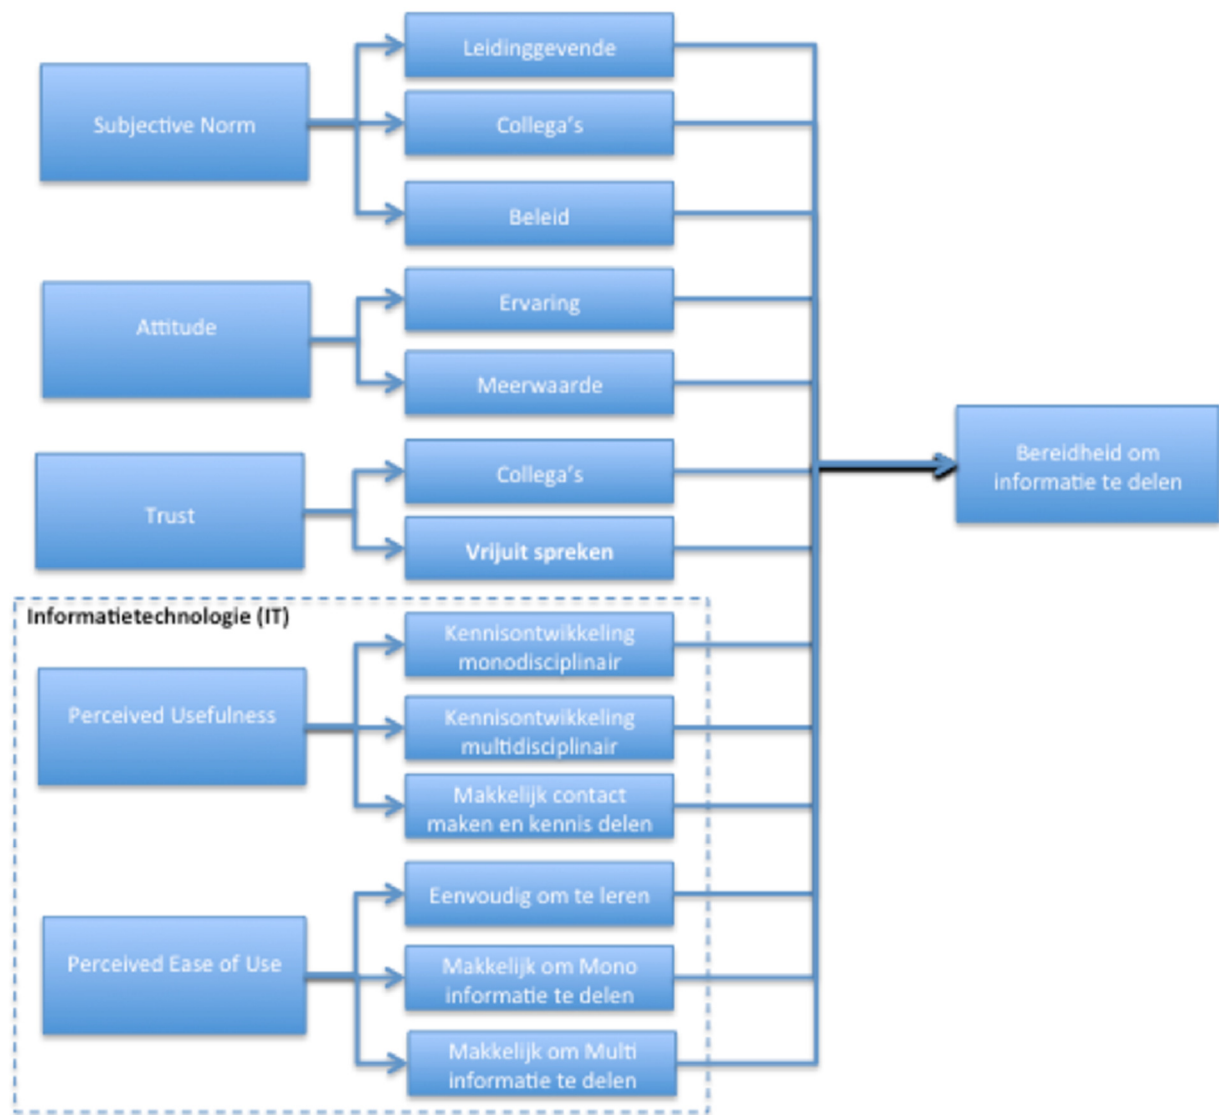 Subjective Norm
Leidinggevende
Collega's
Beleid
Attitude
Ervaring
Meerwaarde
Trust
Collega's
Vrijuit spreken
Bereidheid om
informatie te delen
Informatietechnologie (IT)
Perceived Usefulness
Kennisontwikkeling
monodisciplinair
Kennisontwikkeling
multidisciplinair
Makkelijk contact
maken en kennis delen
Perceived Ease of Use
Eenvoudig om te leren
Makkelijk om Mono
informatie te delen
Makkelijk om Multi
informatie te delen